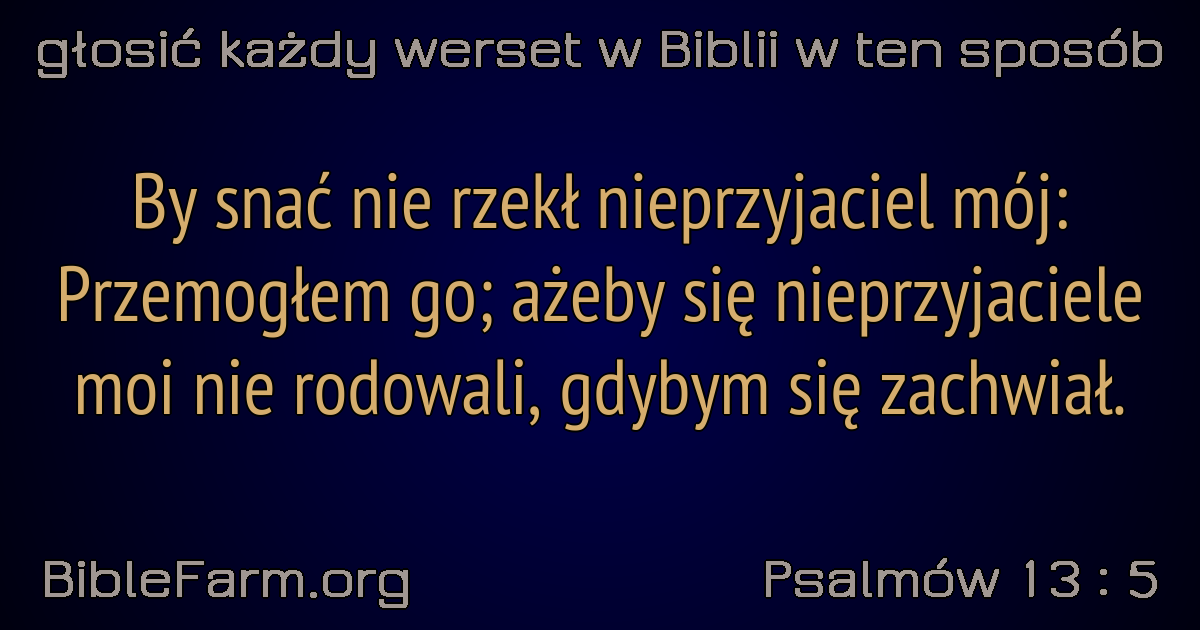 głosić każdy werset w Biblii w ten sposób
By snać nie rzekł nieprzyjaciel mój:
Przemogłem go; ażeby się nieprzyjaciele
moi nie rodowali, gdybym się zachwiał.
BibleFarm.org
Psalmów 13 : 5